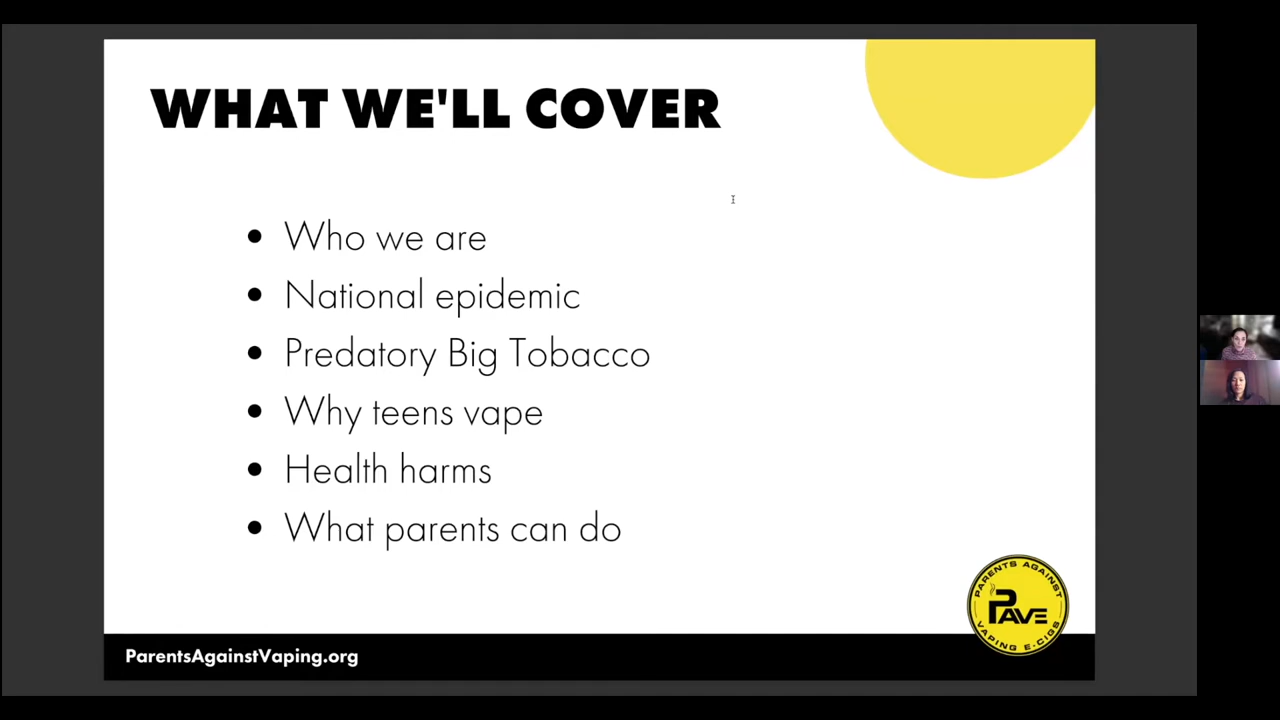 WHAT WE'LL COVER
Who we are
National epidemic
Predatory Big Tobacco
Why teens vape
Health harms
What parents can do
PARENTS AGAINST
PAVE
VAPING E-CIGS
ParentsAgainstVaping.org